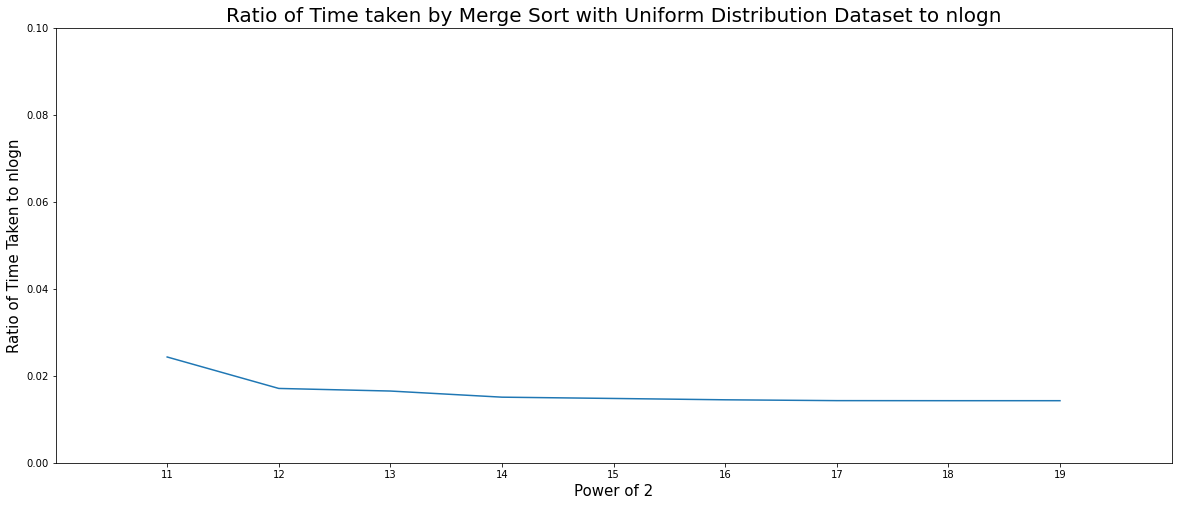 Ratio of Time taken by Merge Sort with Uniform Distribution Dataset to nlogn
Ratio of Time Taken to nlogn
0.10
0.08
0.06
0.04
0.02
0.00
11 12 13 14 15 16 17 18 19
Power of 2